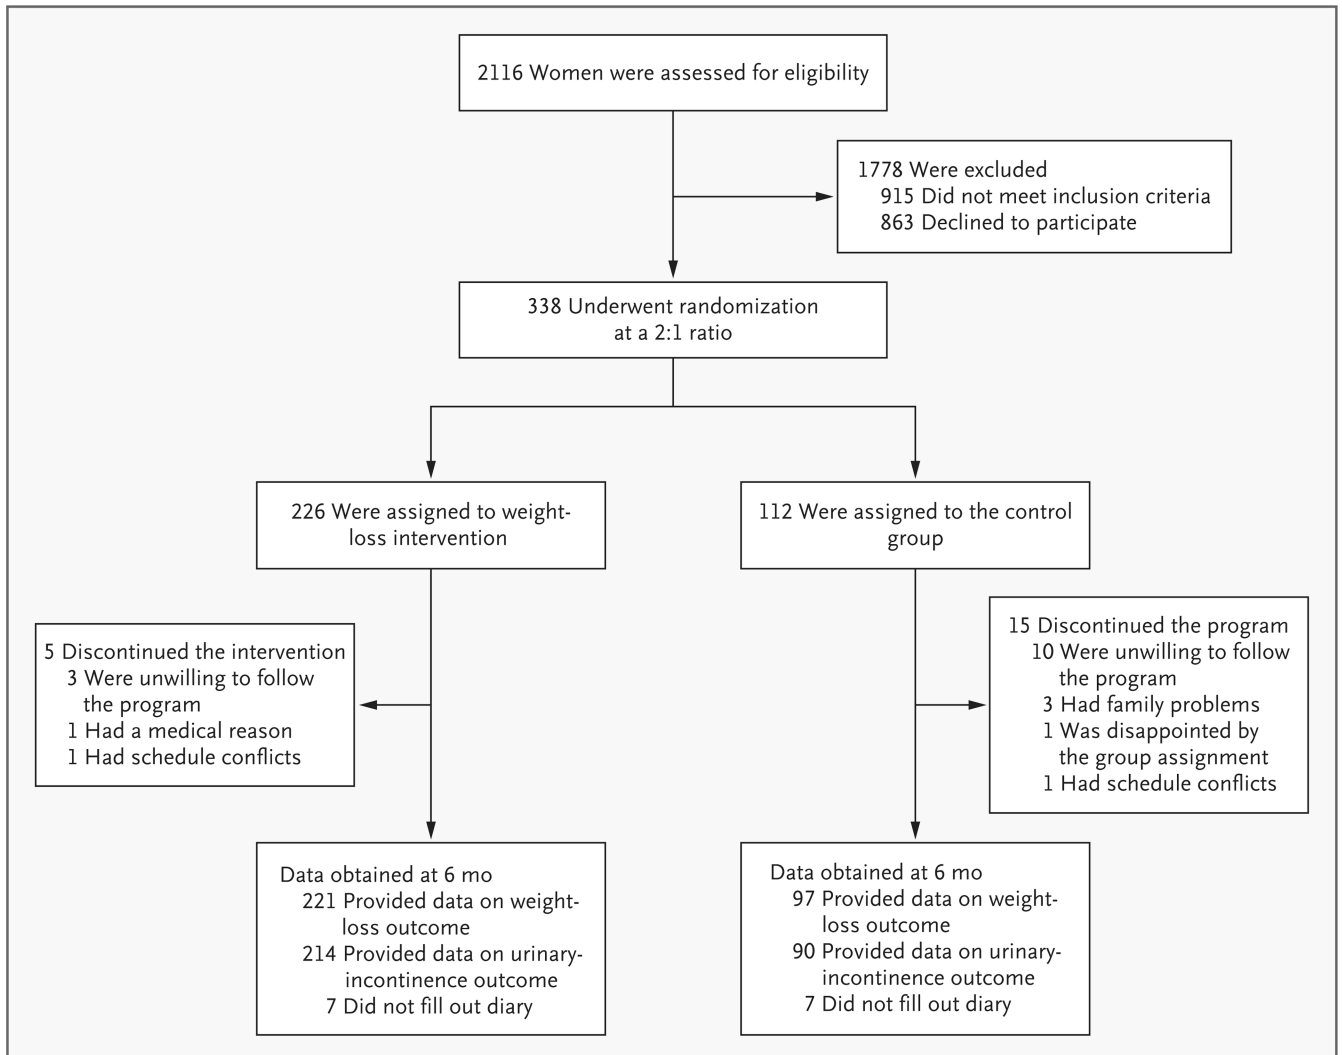 2116 Women were assessed for eligibility
1778 Were excluded
915 Did not meet inclusion criteria
863 Declined to participate
338 Underwent randomization
at a 2:1 ratio
226 Were assigned to weight-
loss intervention
112 Were assigned to the control
group
5 Discontinued the intervention
3 Were unwilling to follow
the program
1 Had a medical reason
1 Had schedule conflicts
15 Discontinued the program
10 Were unwilling to follow
the program
3 Had family problems
1 Was disappointed by
the group assignment
1 Had schedule conflicts
Data obtained at 6 mo
221 Provided data on weight-
loss outcome
214 Provided data on urinary-
incontinence outcome
7 Did not fill out diary
Data obtained at 6 mo
97 Provided data on weight-
loss outcome
90 Provided data on urinary-
incontinence outcome
7 Did not fill out diary